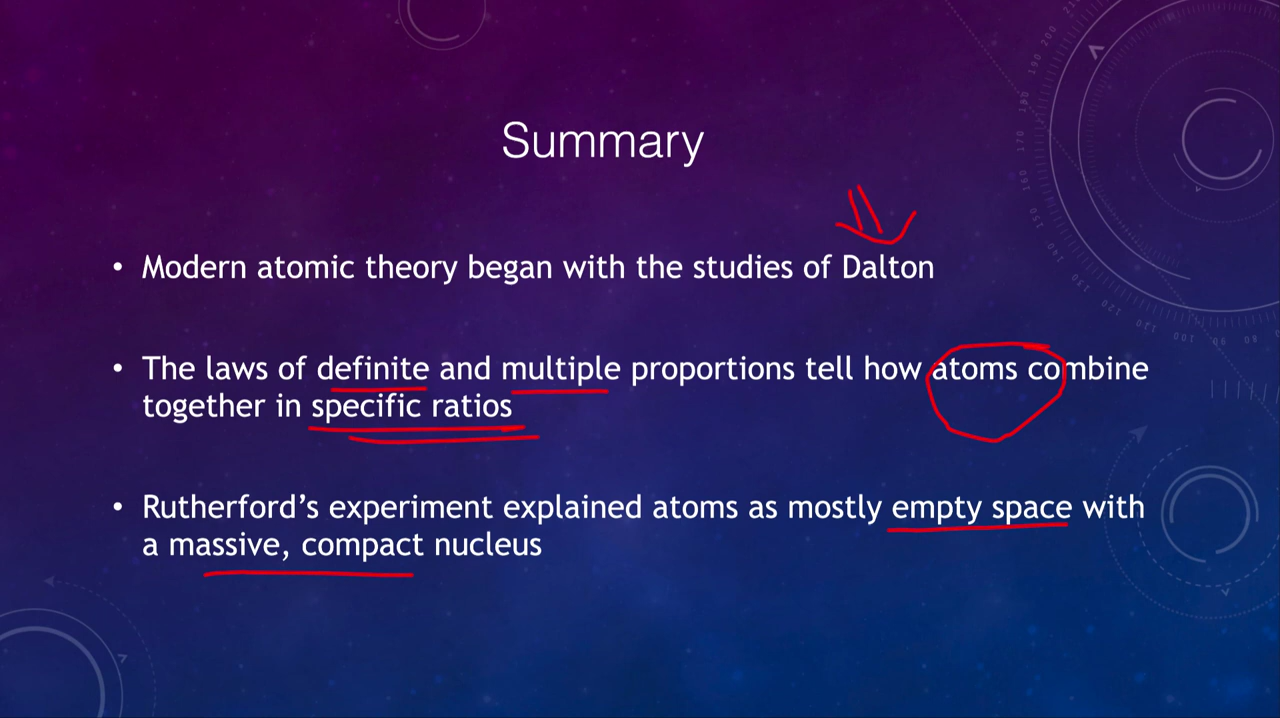 Summary
• Modern atomic theory began with the studies of Dalton
• The laws of definite and multiple proportions tell how atoms combine
together in specific ratios
• Rutherford’s experiment explained atoms as mostly empty space with
a massive, compact nucleus